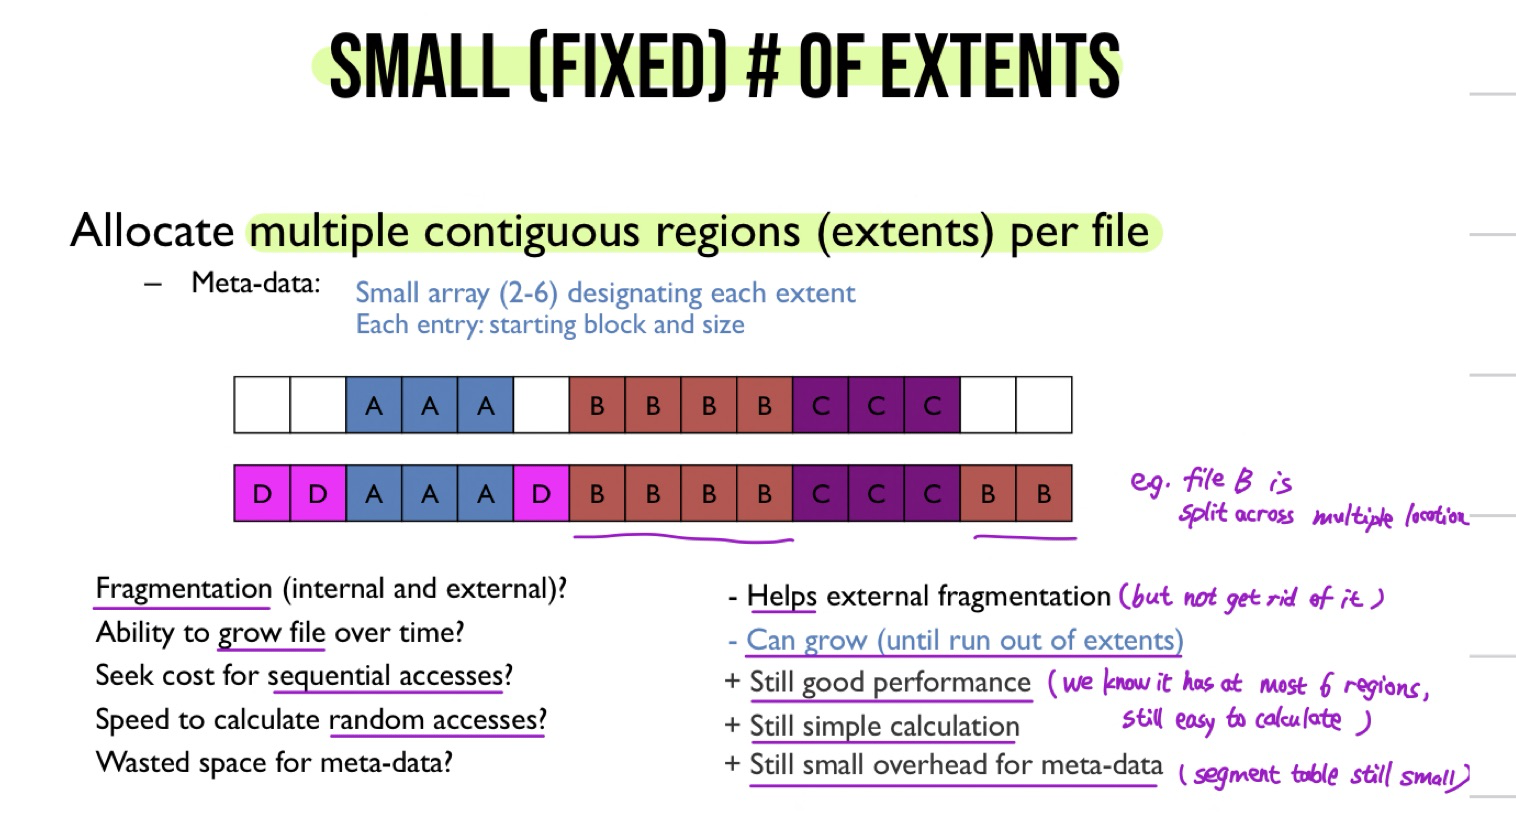 SMALL (FIXED) # OF EXTENTS
Allocate multiple contiguous regions (extents) per file
– Meta-data: Small array (2-6) designating each extent
Each entry: starting block and size
A A A B B B B C C C
D D A A A D B B B B C C C B B
e.g. file B is
split across multiple location
Fragmentation (internal and external)?
Ability to grow file over time?
Seek cost for sequential accesses?
Speed to calculate random accesses?
Wasted space for meta-data?
- Helps external fragmentation (but not get rid of it)
- Can grow (until run out of extents)
+ Still good performance (we know it has at most 6 regions,
still easy to calculate)
+ Still simple calculation
+ Still small overhead for meta-data (segment table still small)